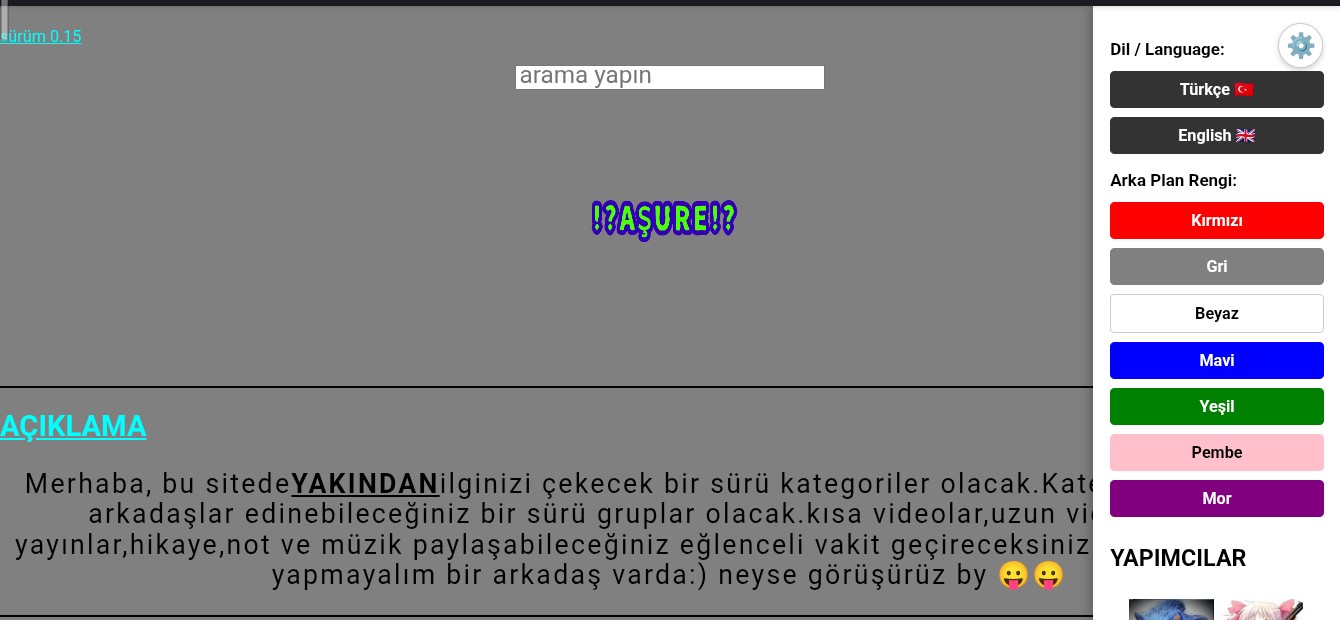 sürüm 0.15
arama yapın
!?AŞURE!?
AÇIKLAMA
Merhaba, bu sitedeYAKINDANilginizi çekecek bir sürü kategoriler olacak.Kate
arkadaşlar edinebileceğiniz bir sürü gruplar olacak.kısa videolar,uzun vi
yayınlar,hikaye,not ve müzik paylaşabileceğiniz eğlenceli vakit geçireceksiniz
yapmayalım bir arkadaş varda:) neyse görüşürüz by 😛😛
Dil / Language:
⚙️
Türkçe 🇹🇷
English 🇬🇧
Arka Plan Rengi:
Kırmızı
Gri
Beyaz
Mavi
Yeşil
Pembe
Mor
YAPIMCILAR